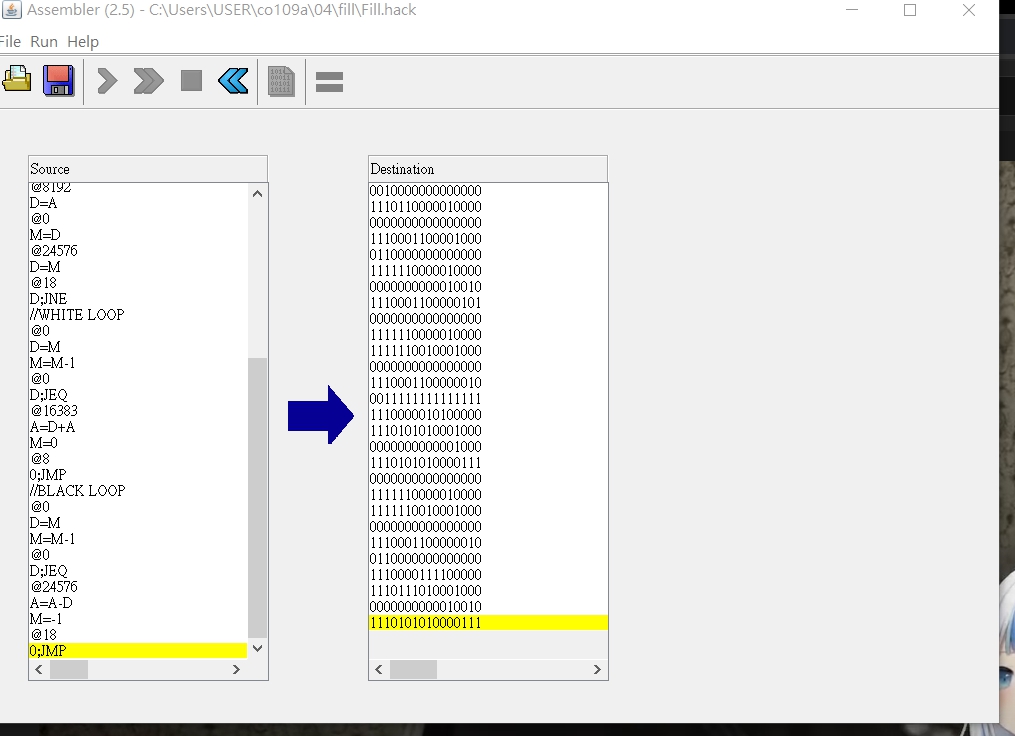 Assembler (2.5) - C:\Users\USER\co109a\04\fill\Fill.hack
File Run Help
Source
@8192
D=A
@0
M=D
@24576
D=M
@18
D;JNE
//WHITE LOOP
@0
D=M
M=M-1
@0
D;JEQ
@16383
A=D+A
M=0
@8
0;JMP
//BLACK LOOP
@0
D=M
M=M-1
@0
D;JEQ
@24576
A=A-D
M=-1
@18
0;JMP
Destination
0010000000000000
1110110000010000
0000000000000000
1110001100001000
0110000000000000
1111110000010000
0000000000010010
1110001100000101
0000000000000000
1111110000010000
1111110010001000
0000000000000000
1110001100000010
0011111111111111
1110000010100000
1110101010001000
0000000000001000
1110101010000111
0000000000000000
1111110000010000
1111110010001000
0000000000000000
1110001100000010
0110000000000000
1110000111100000
1110111010001000
0000000000010010
1110101010000111